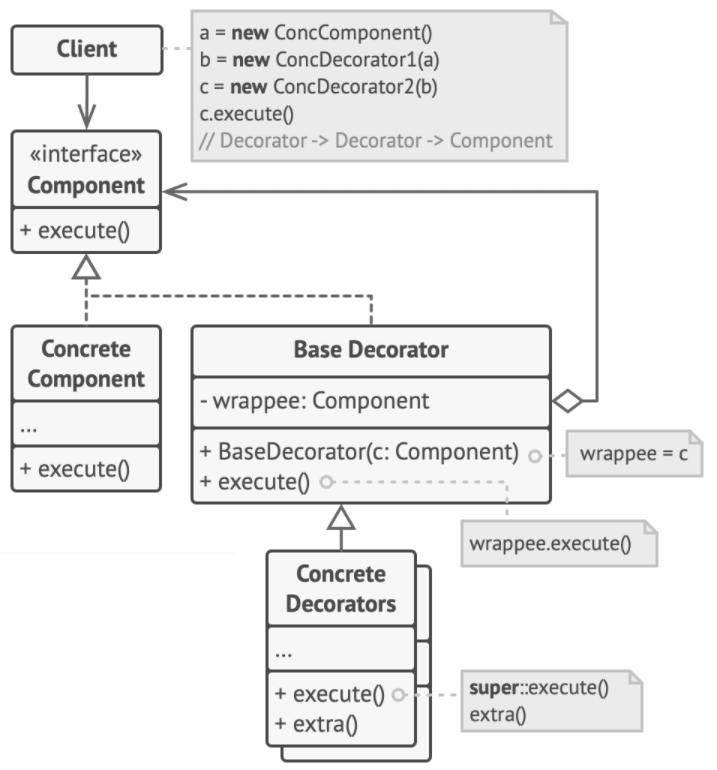 Client
a = new ConcComponent()
b = new ConcDecorator1(a)
c = new ConcDecorator2(b)
c.execute()
// Decorator -> Decorator -> Component
«interface»
Component
+ execute()
Concrete
Component
...
+ execute()
Base Decorator
- wrappee: Component
+ BaseDecorator(c: Component)
+ execute()
wrappee = c
wrappee.execute()
Concrete
Decorators
...
+ execute()
+ extra()
super::execute()
extra()